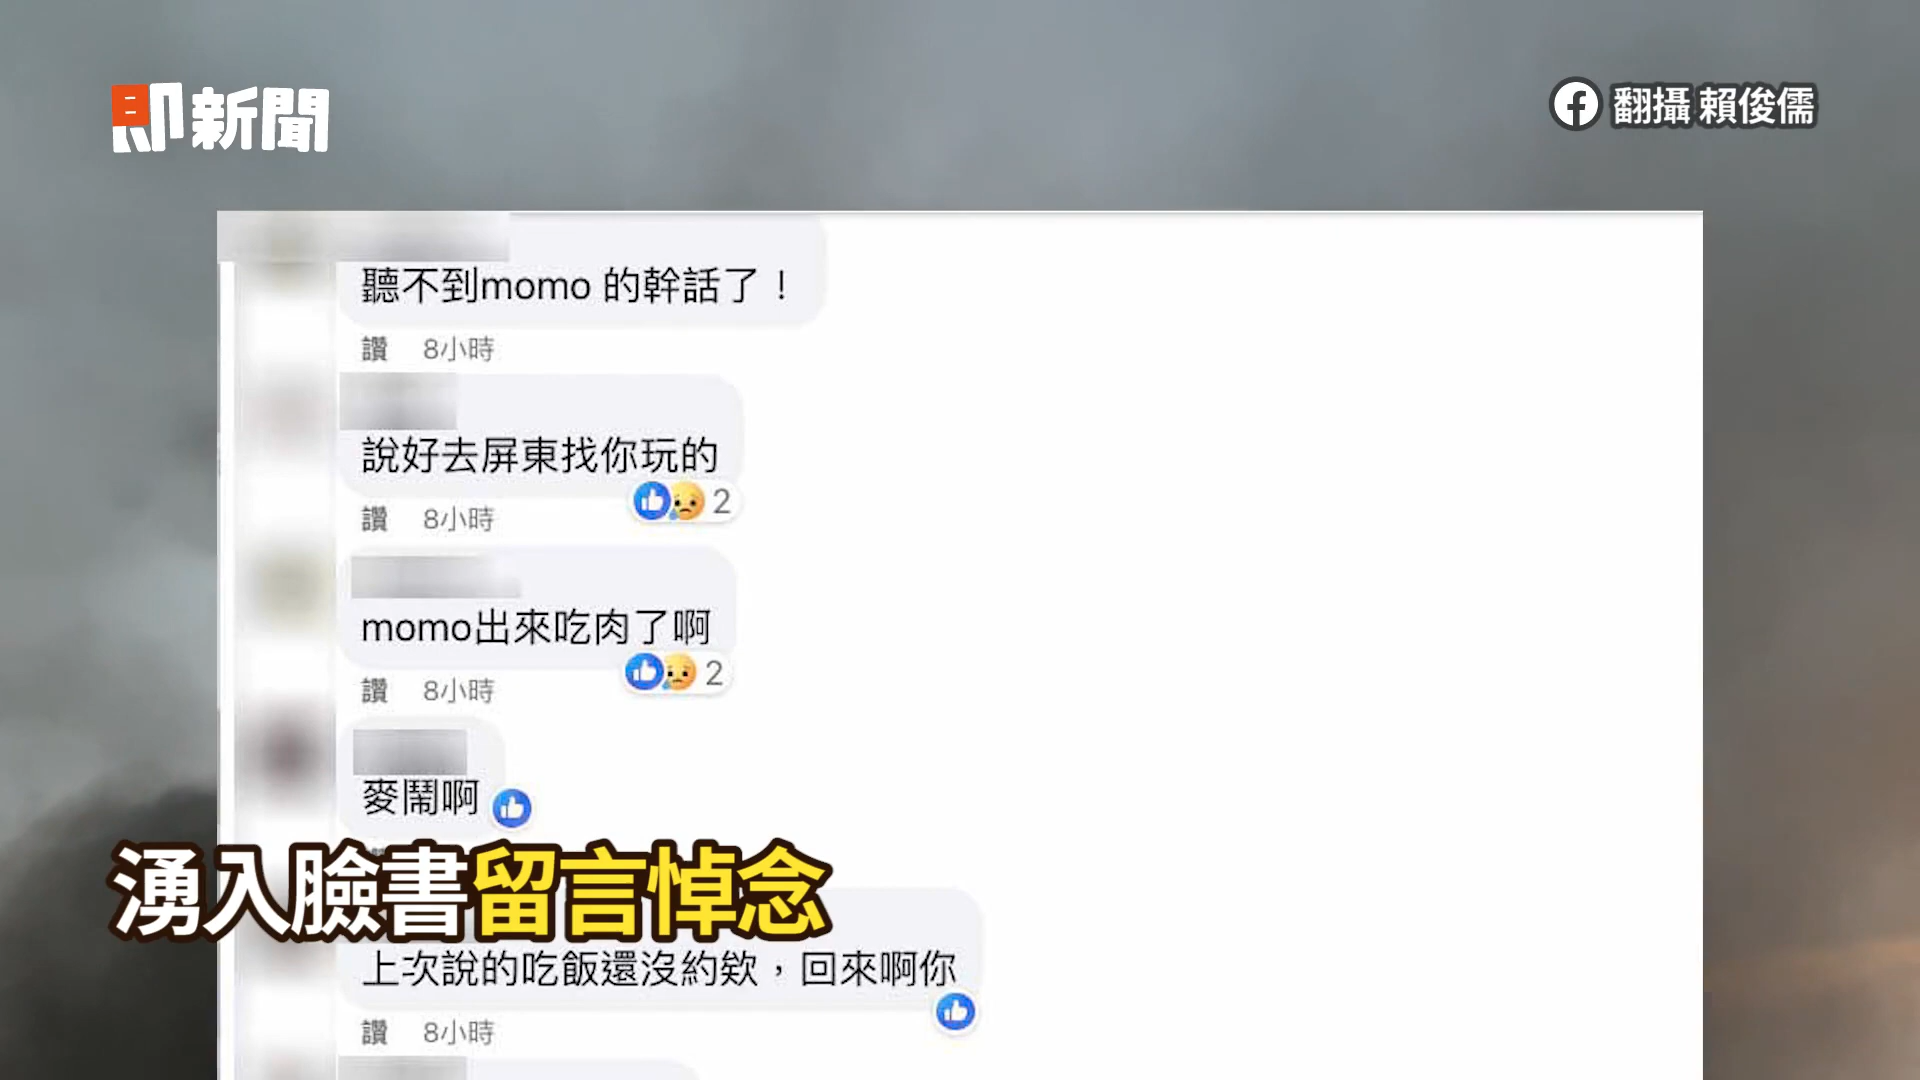 即新聞
翻攝 賴俊儒
聽不到momo 的幹話了！
讚 8小時
說好去屏東找你玩的
2
讚 8小時
momo出來吃肉了啊
2
讚 8小時
麥鬧啊
湧入臉書留言悼念
上次說的吃飯還沒約欸，回來啊你
讚 8小時